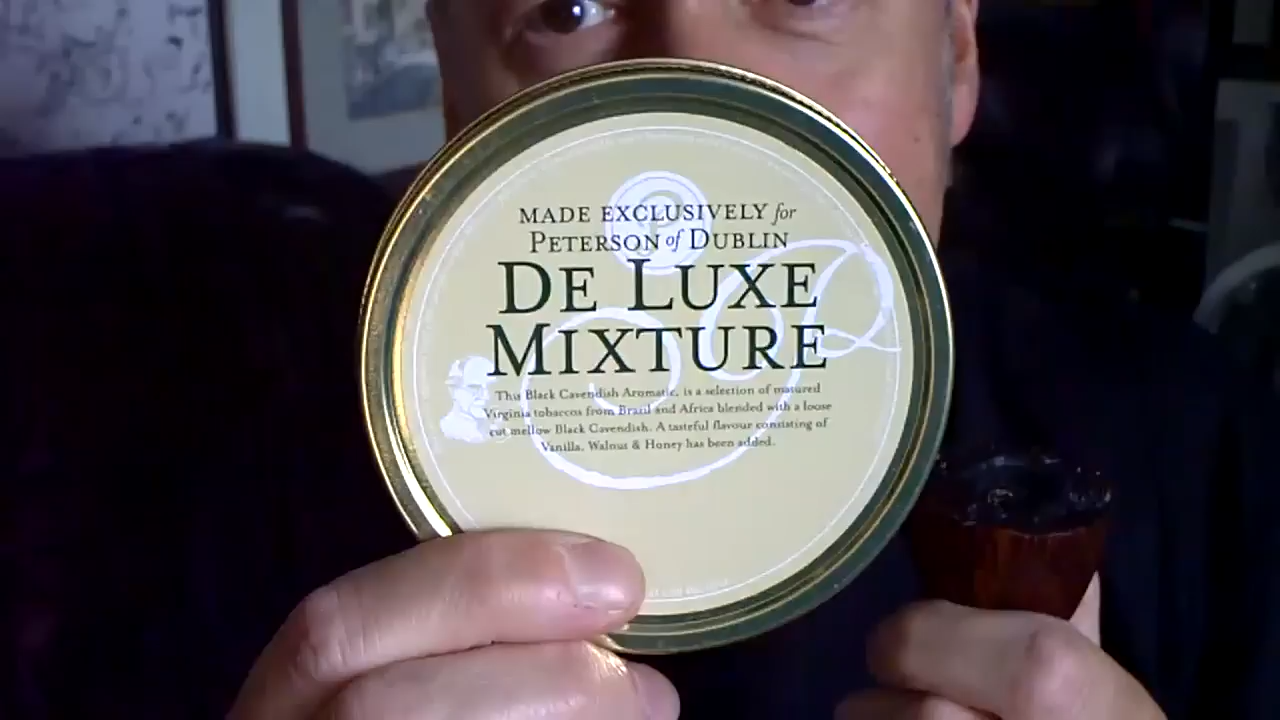 MADE EXCLUSIVELY for
PETERSON of DUBLIN
DE LUXE
MIXTURE
This Black Cavendish Aromatic, is a selection of matured
Virginia tobaccos from Brazil and Africa blended with a loose
cut mellow Black Cavendish. A tasteful flavour consisting of
Vanilla, Walnut & Honey has been added.